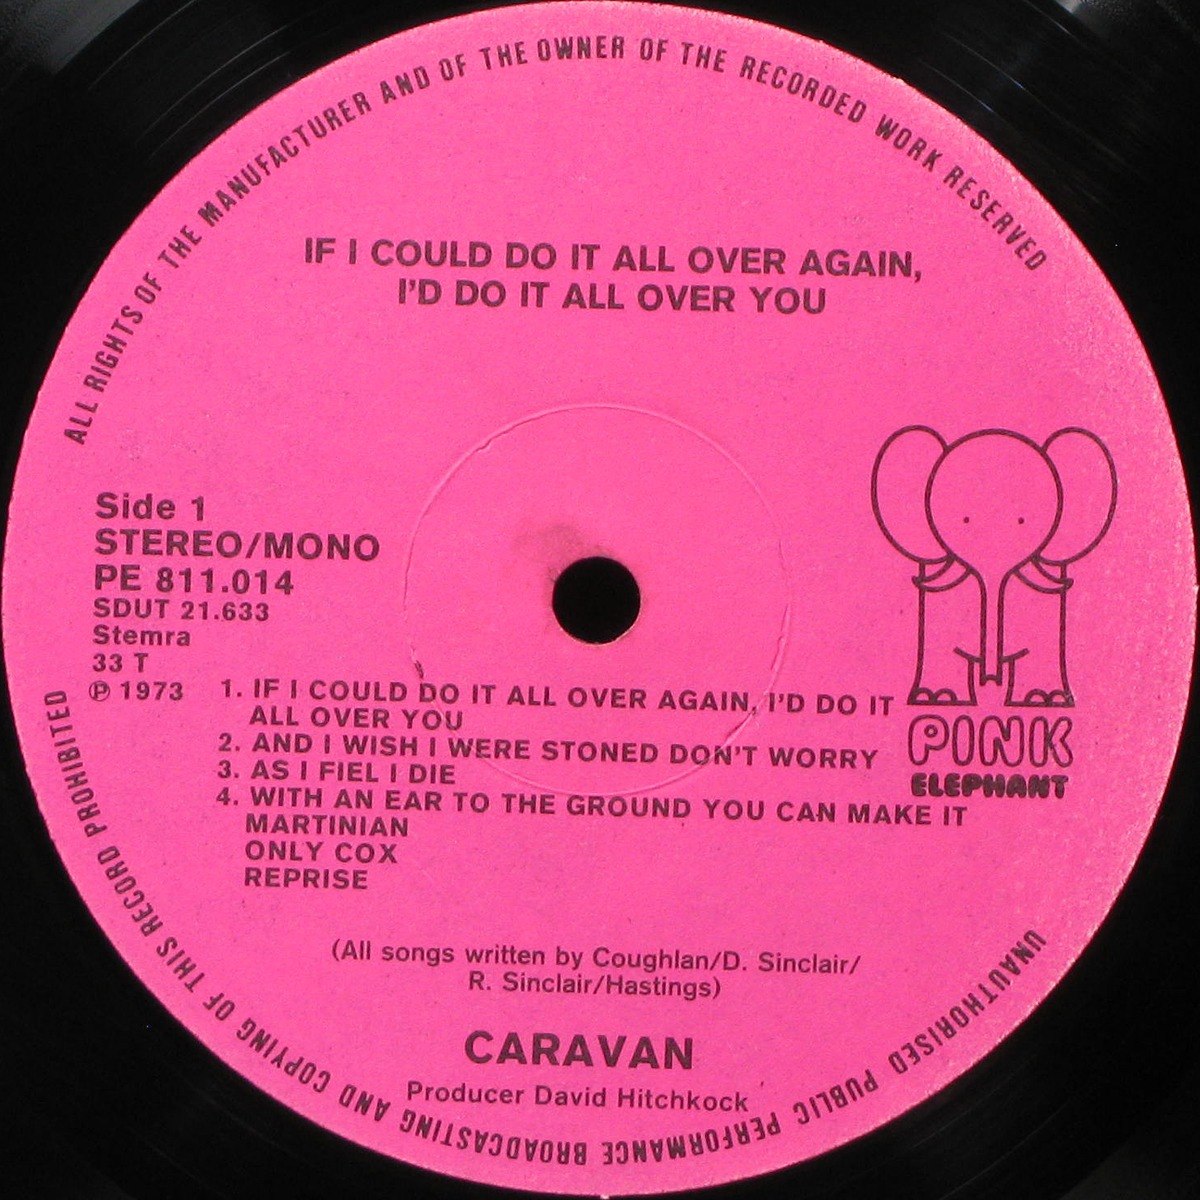 ALL RIGHTS OF THE MANUFACTURER AND OF THE OWNER OF THE RECORDED WORK RESERVED
IF I COULD DO IT ALL OVER AGAIN,
I'D DO IT ALL OVER YOU
Side 1
STEREO/MONO
PE 811.014
SDUT 21.633
Stemra
33 T
℗ 1973
1. IF I COULD DO IT ALL OVER AGAIN, I'D DO IT
ALL OVER YOU
2. AND I WISH I WERE STONED DON'T WORRY
3. AS I FIEL I DIE
4. WITH AN EAR TO THE GROUND YOU CAN MAKE IT
MARTINIAN
ONLY COX
REPRISE
PINK
ELEPHANT
(All songs written by Coughlan/D. Sinclair/
R. Sinclair/Hastings)
CARAVAN
Producer David Hitchkock
UNAUTHORISED PUBLIC PERFORMANCE BROADCASTING AND COPYING OF THIS RECORD PROHIBITED